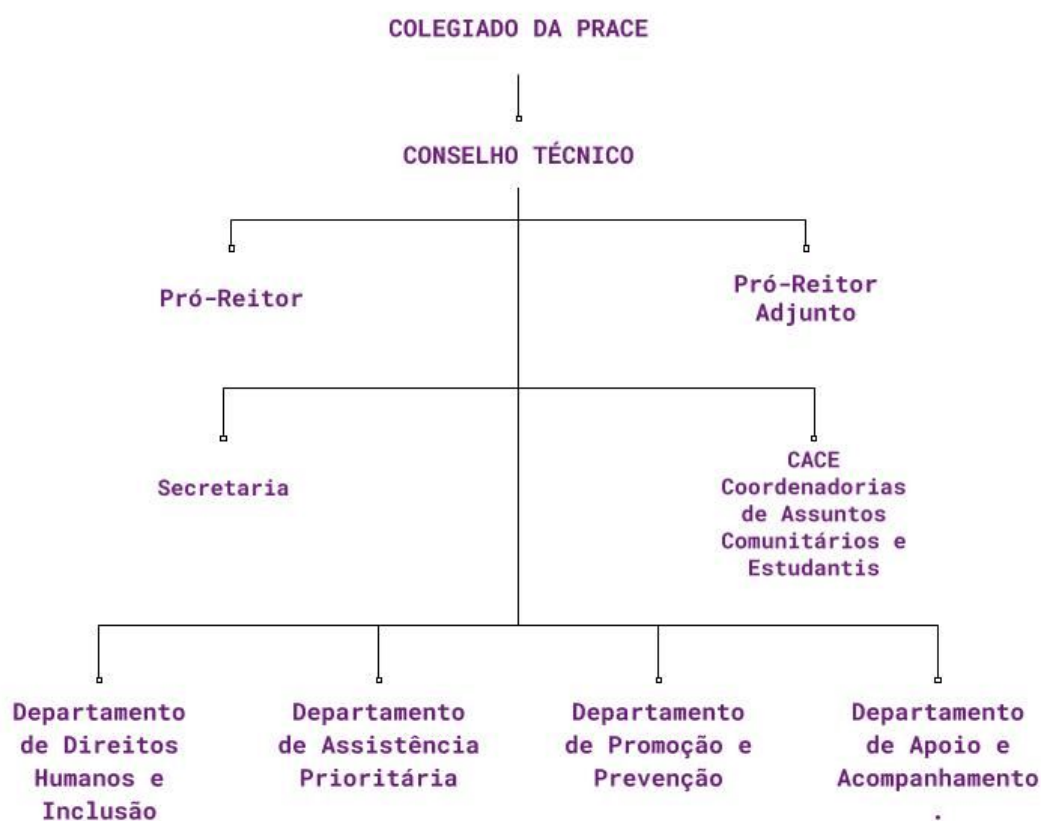 COLEGIADO DA PRACE
CONSELHO TÉCNICO
Pró-Reitor
Pró-Reitor
Adjunto
Secretaria
CACE
Coordenadorias
de Assuntos
Comunitários e
Estudantis
Departamento
de Direitos
Humanos e
Inclusão
Departamento
de Assistência
Prioritária
Departamento
de Promoção e
Prevenção
Departamento
de Apoio e
Acompanhamento
.